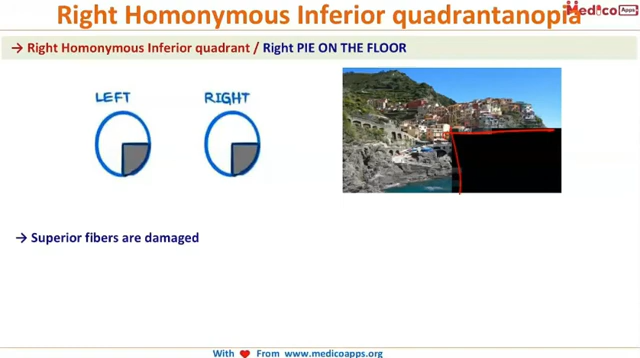 Right Homonymous Inferior quadrantanopia
Medico Apps
→ Right Homonymous Inferior quadrant / Right PIE ON THE FLOOR
LEFT RIGHT
→ Superior fibers are damaged
With ❤ From www.medicoapps.org